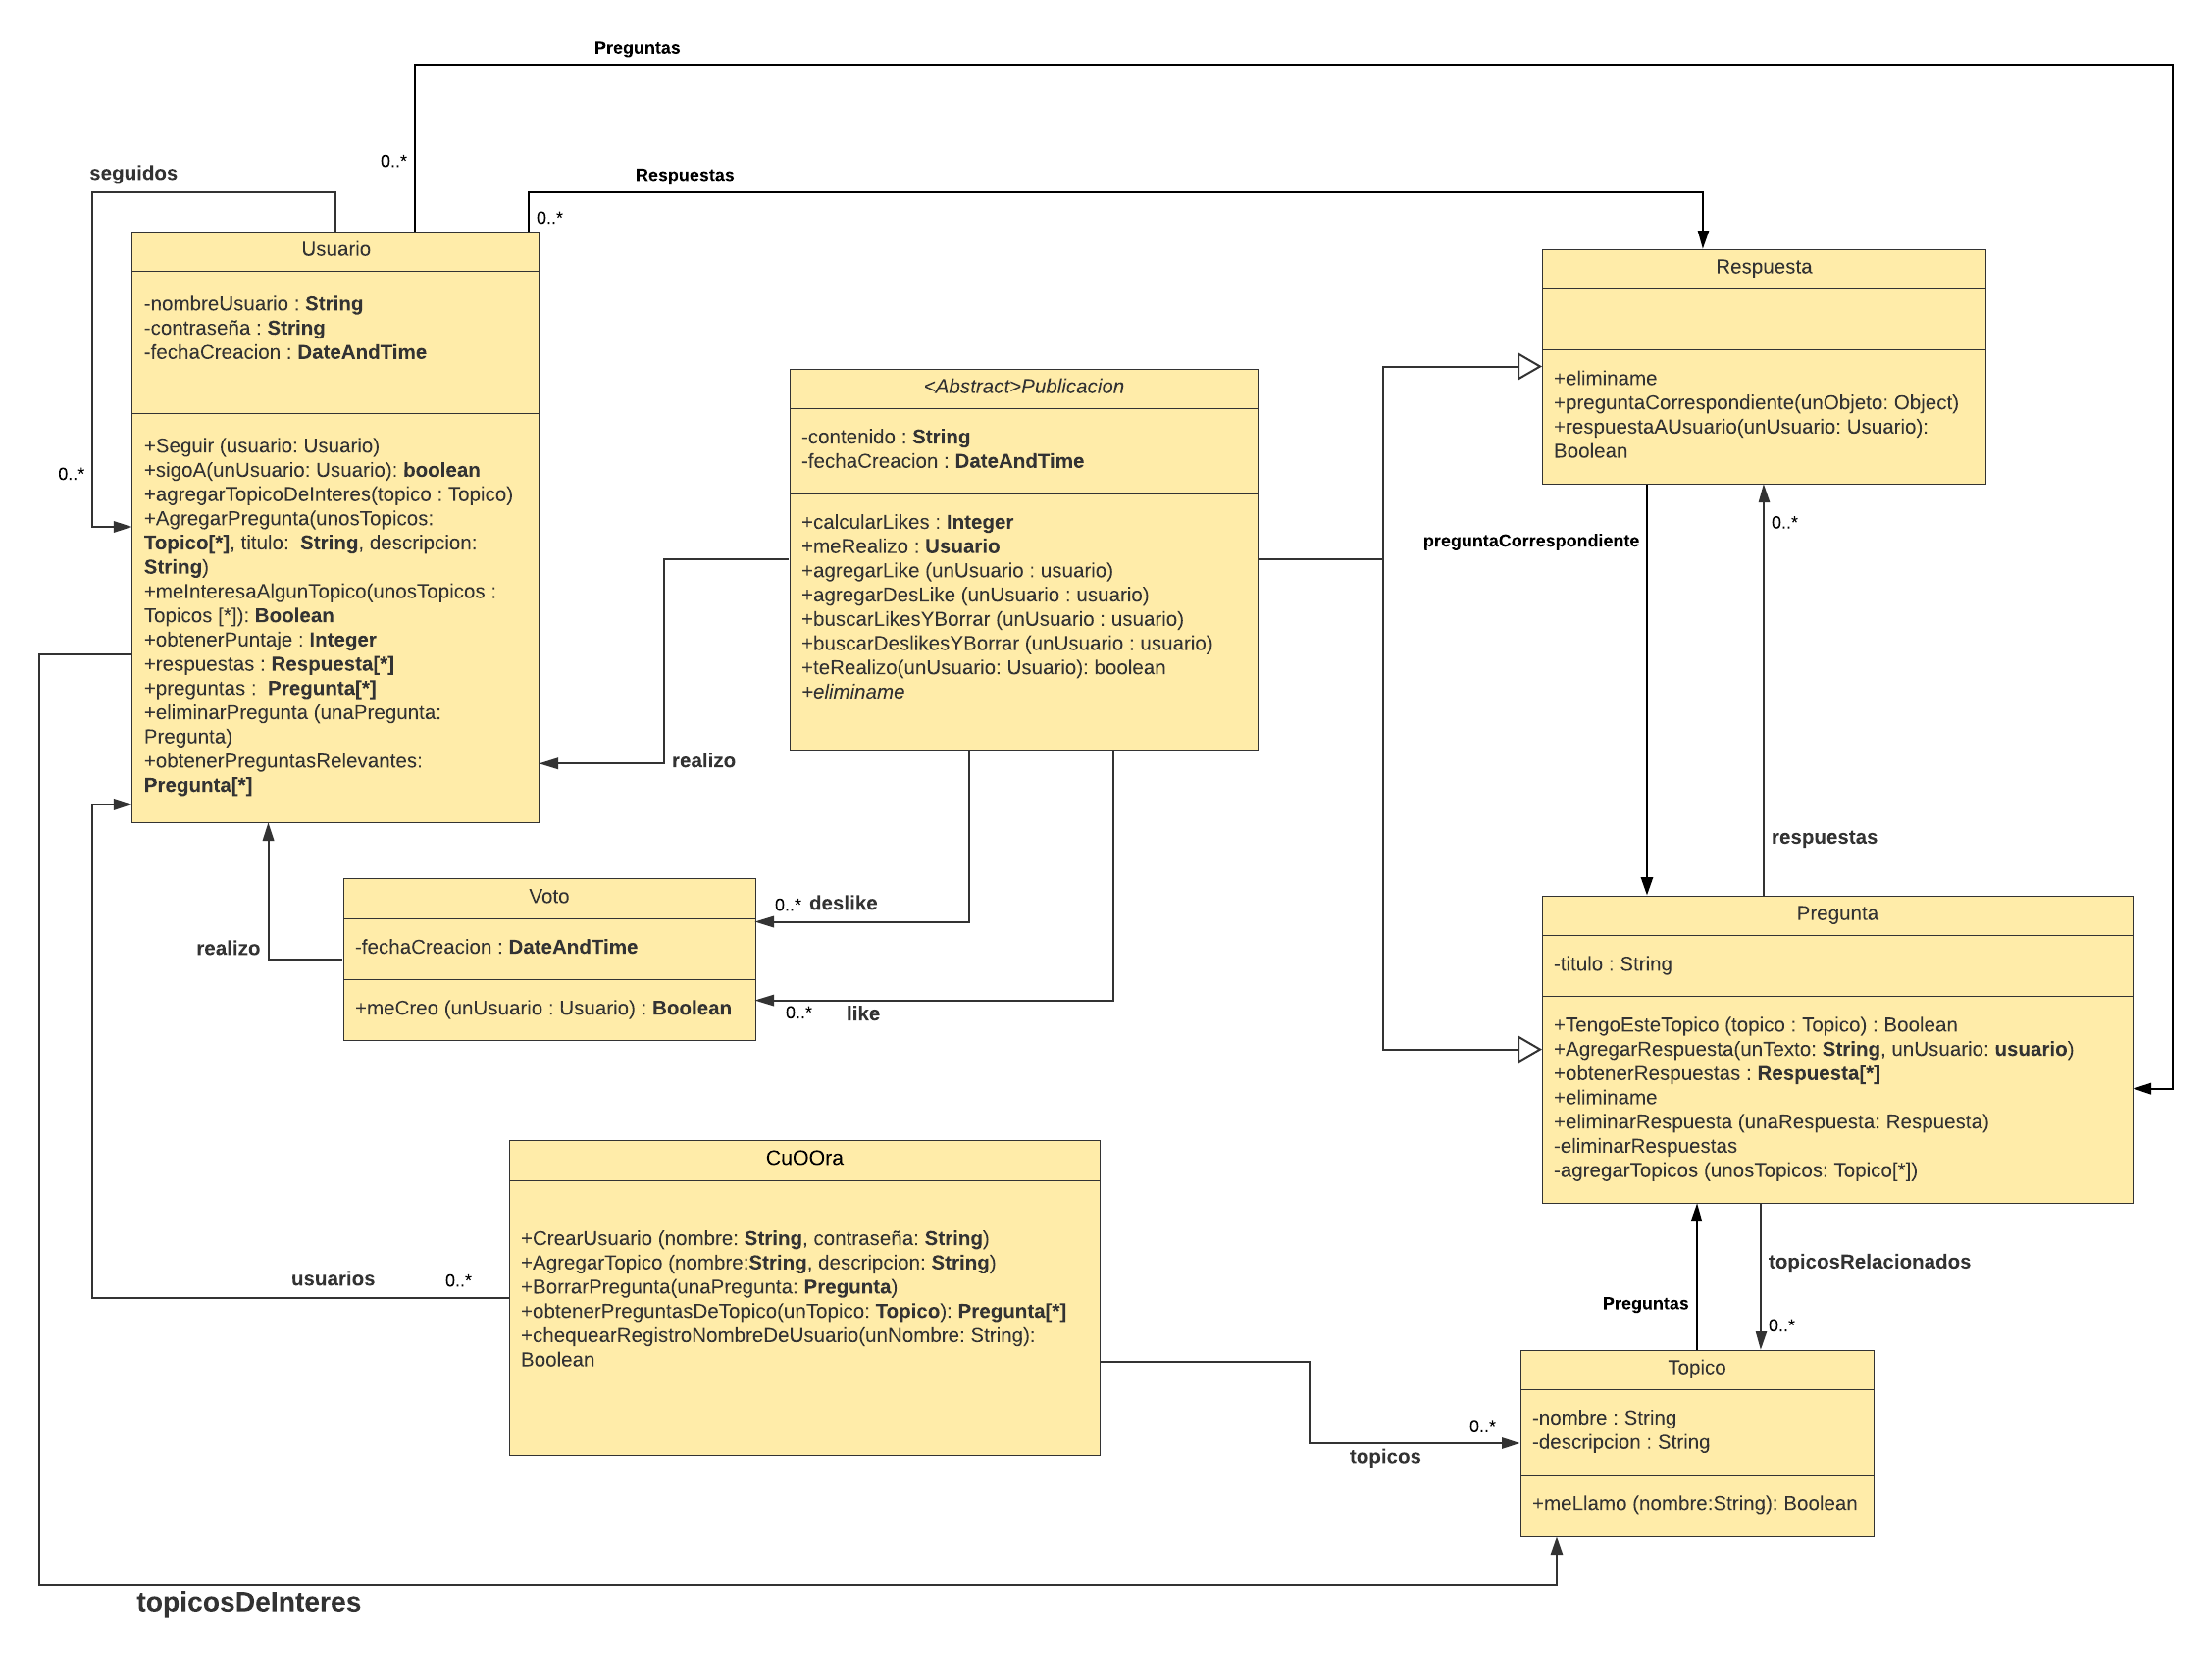 Preguntas
0..*
seguidos
Respuestas
0..*
Usuario
-nombreUsuario : String
-contraseña : String
-fechaCreacion : DateAndTime
+Seguir (usuario: Usuario)
+sigoA(unUsuario: Usuario): boolean
+agregarTopicoDeInteres(topico : Topico)
+AgregarPregunta(unosTopicos:
Topico[*], titulo:  String, descripcion:
String)
+meInteresaAlgunTopico(unosTopicos :
Topicos [*]): Boolean
+obtenerPuntaje : Integer
+respuestas : Respuesta[*]
+preguntas :  Pregunta[*]
+eliminarPregunta (unaPregunta:
Pregunta)
+obtenerPreguntasRelevantes:
Pregunta[*]
0..*
<Abstract>Publicacion
-contenido : String
-fechaCreacion : DateAndTime
+calcularLikes : Integer
+meRealizo : Usuario
+agregarLike (unUsuario : usuario)
+agregarDesLike (unUsuario : usuario)
+buscarLikesYBorrar (unUsuario : usuario)
+buscarDeslikesYBorrar (unUsuario : usuario)
+teRealizo(unUsuario: Usuario): boolean
+eliminame
realizo
Respuesta
+eliminame
+preguntaCorrespondiente(unObjeto: Object)
+respuestaAUsuario(unUsuario: Usuario):
Boolean
0..*
preguntaCorrespondiente
respuestas
Voto
-fechaCreacion : DateAndTime
+meCreo (unUsuario : Usuario) : Boolean
realizo
0..* deslike
0..*
like
Pregunta
-titulo : String
+TengoEsteTopico (topico : Topico) : Boolean
+AgregarRespuesta(unTexto: String, unUsuario: usuario)
+obtenerRespuestas : Respuesta[*]
+eliminame
+eliminarRespuesta (unaRespuesta: Respuesta)
-eliminarRespuestas
-agregarTopicos (unosTopicos: Topico[*])
CuOOra
+CrearUsuario (nombre: String, contraseña: String)
+AgregarTopico (nombre:String, descripcion: String)
+BorrarPregunta(unaPregunta: Pregunta)
+obtenerPreguntasDeTopico(unTopico: Topico): Pregunta[*]
+chequearRegistroNombreDeUsuario(unNombre: String):
Boolean
usuarios
0..*
topicosRelacionados
Preguntas
0..*
Topico
-nombre : String
-descripcion : String
+meLlamo (nombre:String): Boolean
0..*
topicos
topicosDeInteres